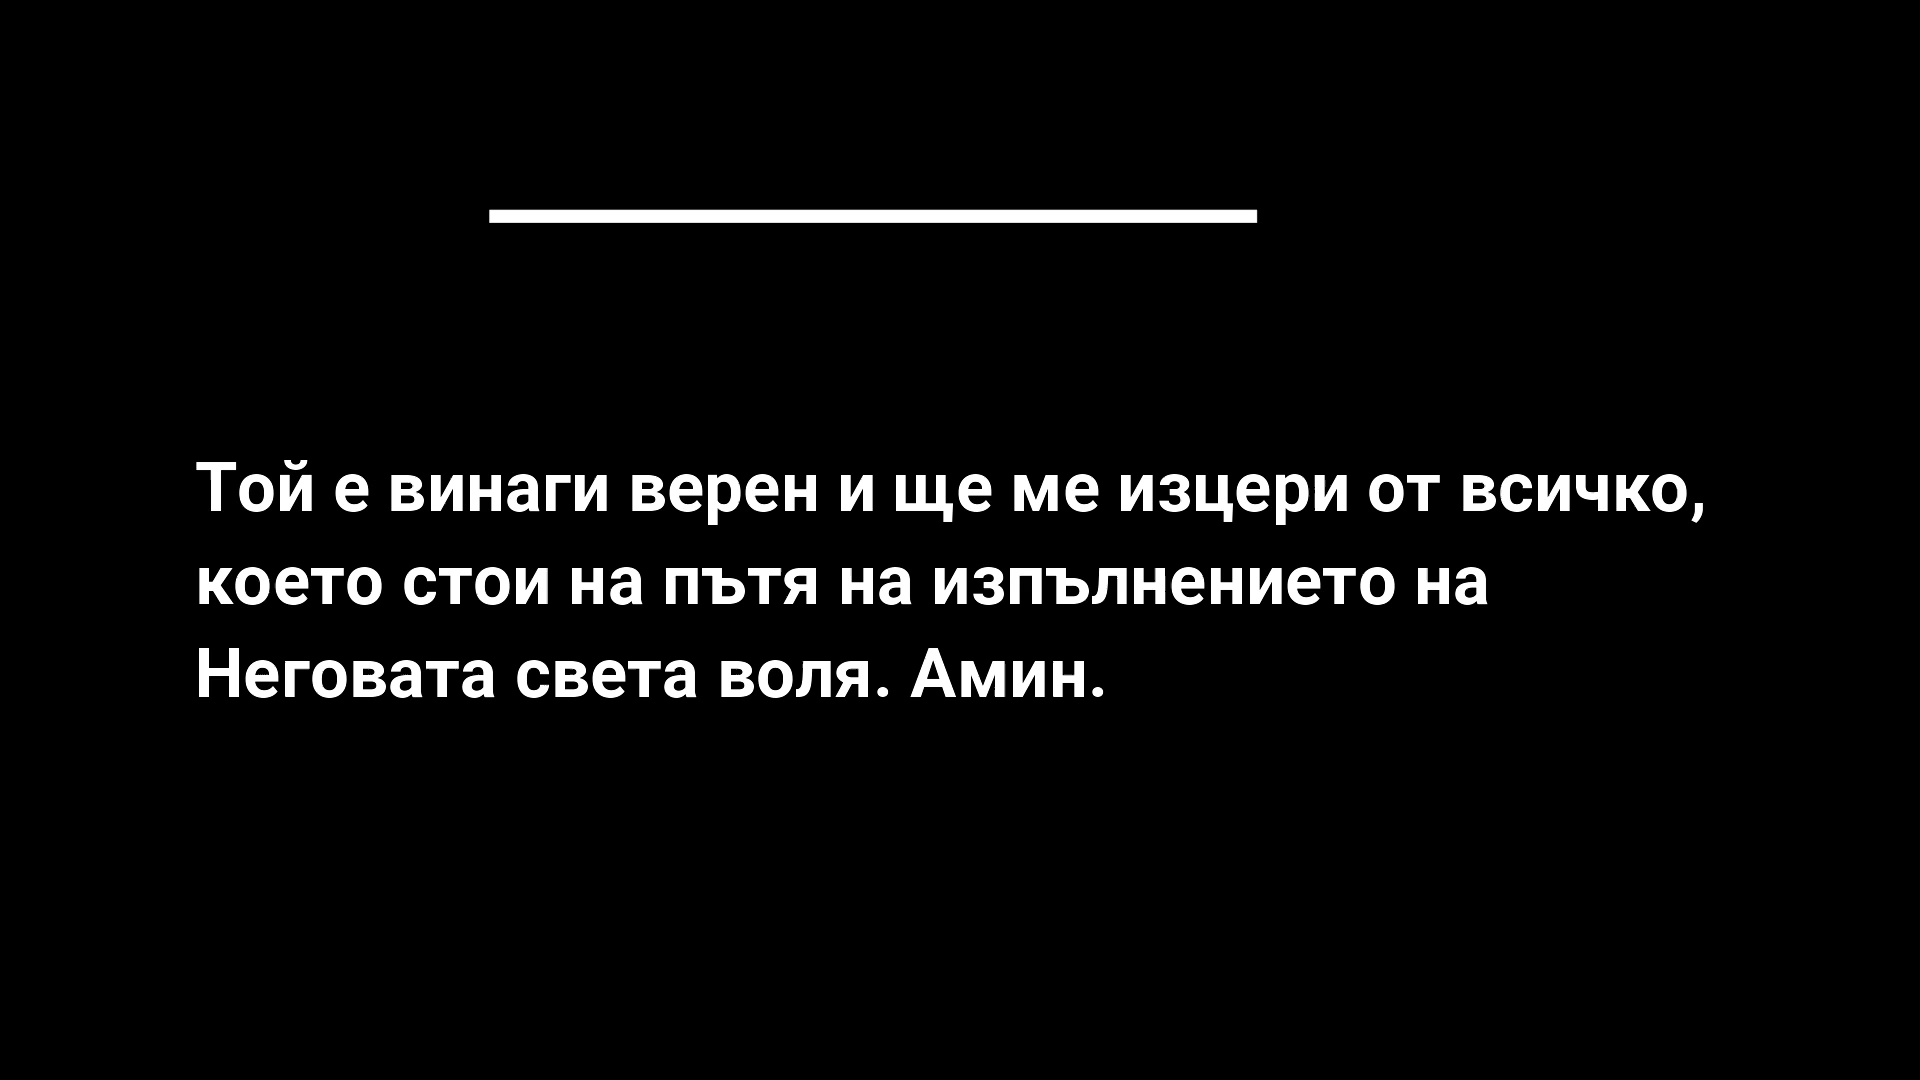 Той е винаги верен и ще ме изцери от всичко,
което стои на пътя на изпълнението на
Неговата света воля. Амин.